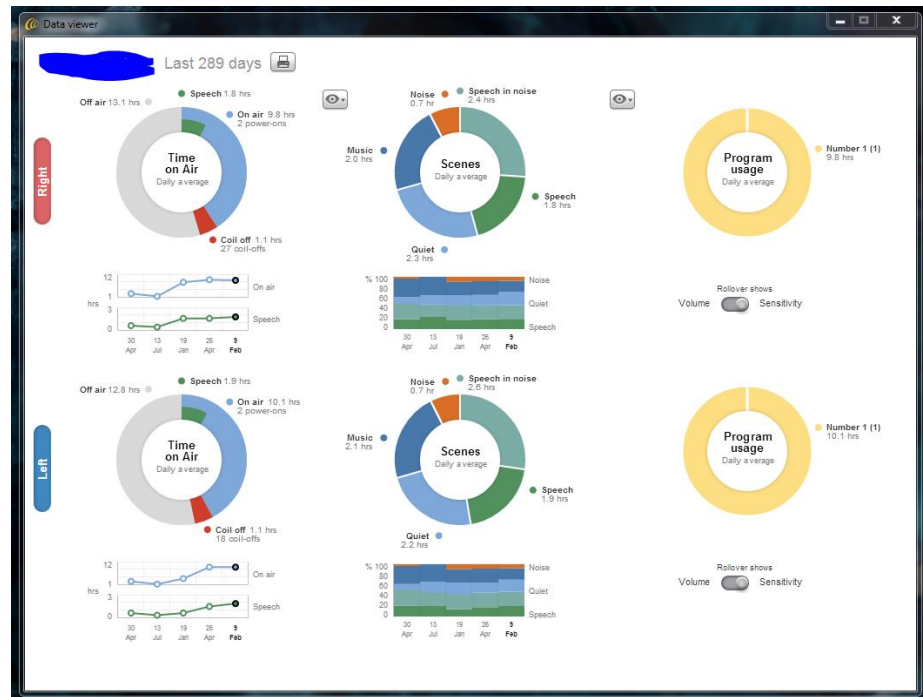 Data viewer
Last 289 days
Right
Off air 13.1 hrs
Speech 1.8 hrs
On air 9.8 hrs
2 power-ons
Time
on Air
Daily average
Coil off 1.1 hrs
27 coil-offs
Noise
0.7 hr
Speech in noise
2.4 hrs
Music
2.0 hrs
Scenes
Daily average
Speech
1.8 hrs
Quiet
2.3 hrs
Program
usage
Daily average
Number 1 (1)
9.8 hrs
12
1
On air
hrs
3
0
Speech
30 13 19 26 9
Apr Jul Jan Apr Feb
% 100
80
60
40
20
0
Noise
Quiet
Speech
30 13 19 26 9
Apr Jul Jan Apr Feb
Rollover shows
Volume Sensitivity
Left
Off air 12.8 hrs
Speech 1.9 hrs
On air 10.1 hrs
2 power-ons
Time
on Air
Daily average
Coil off 1.1 hrs
18 coil-offs
Noise
0.7 hr
Speech in noise
2.6 hrs
Music
2.1 hrs
Scenes
Daily average
Speech
1.9 hrs
Quiet
2.2 hrs
Program
usage
Daily average
Number 1 (1)
10.1 hrs
12
1
On air
hrs
3
0
Speech
30 13 19 26 9
Apr Jul Jan Apr Feb
% 100
80
60
40
20
0
Noise
Quiet
Speech
30 13 19 26 9
Apr Jul Jan Apr Feb
Rollover shows
Volume Sensitivity